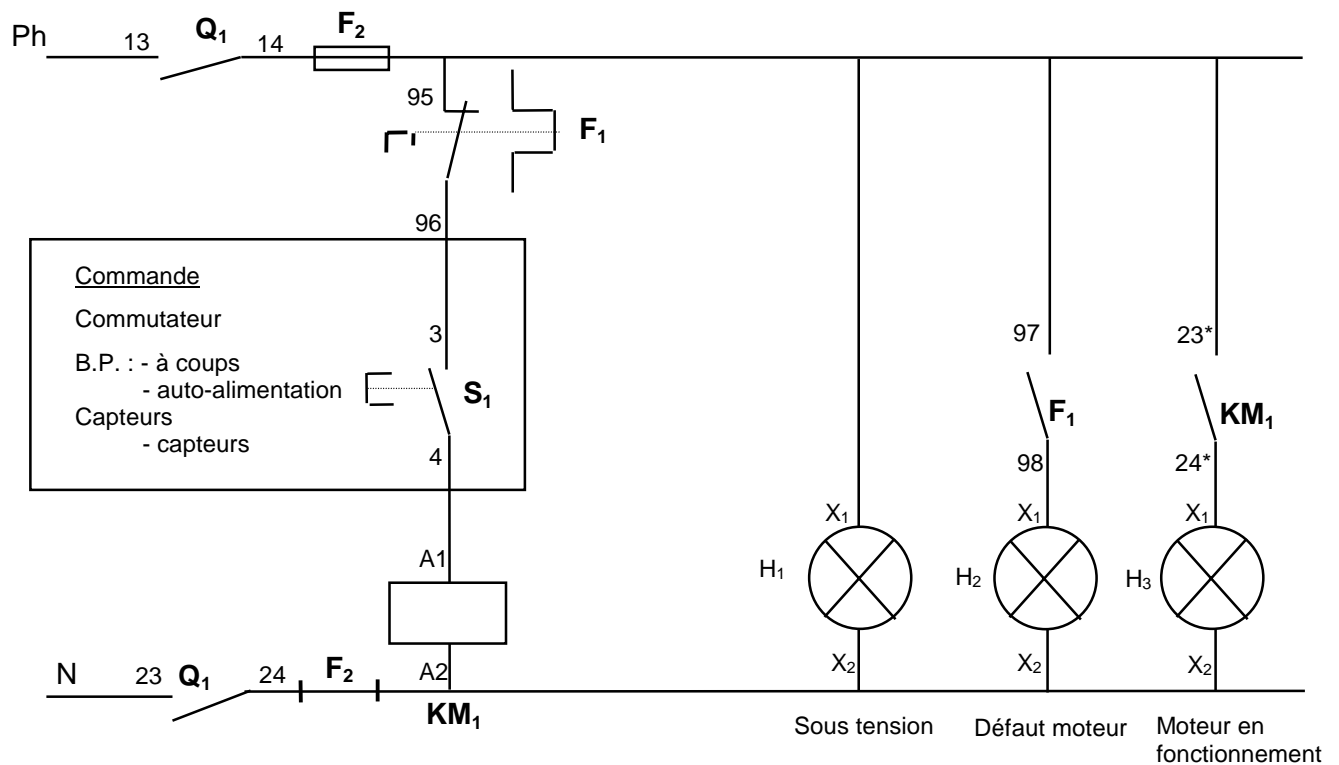 Ph 13 Q₁ 14 F₂
95
F₁
96
Commande
Commutateur
B.P. : - à coups
- auto-alimentation
Capteurs
- capteurs
3
S₁
4
97
F₁
98
23*
KM₁
24*
A1
X₁ X₁ X₁
H₁ H₂ H₃
N 23 Q₁ 24 F₂ A2 X₂ X₂ X₂
KM₁
Sous tension Défaut moteur Moteur en
fonctionnement